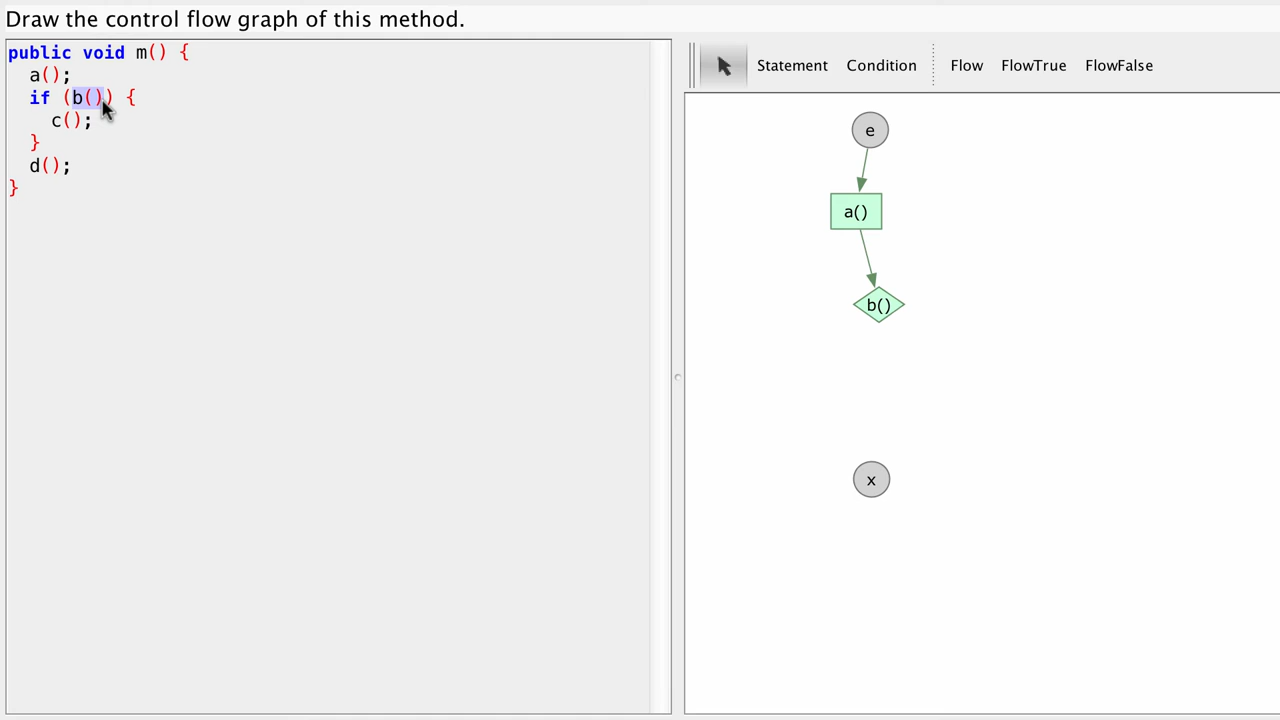 Draw the control flow graph of this method.
public void m() {
  a();
  if (b()) {
    c();
  }
  d();
}
Statement Condition Flow FlowTrue FlowFalse
e
a()
b()
x